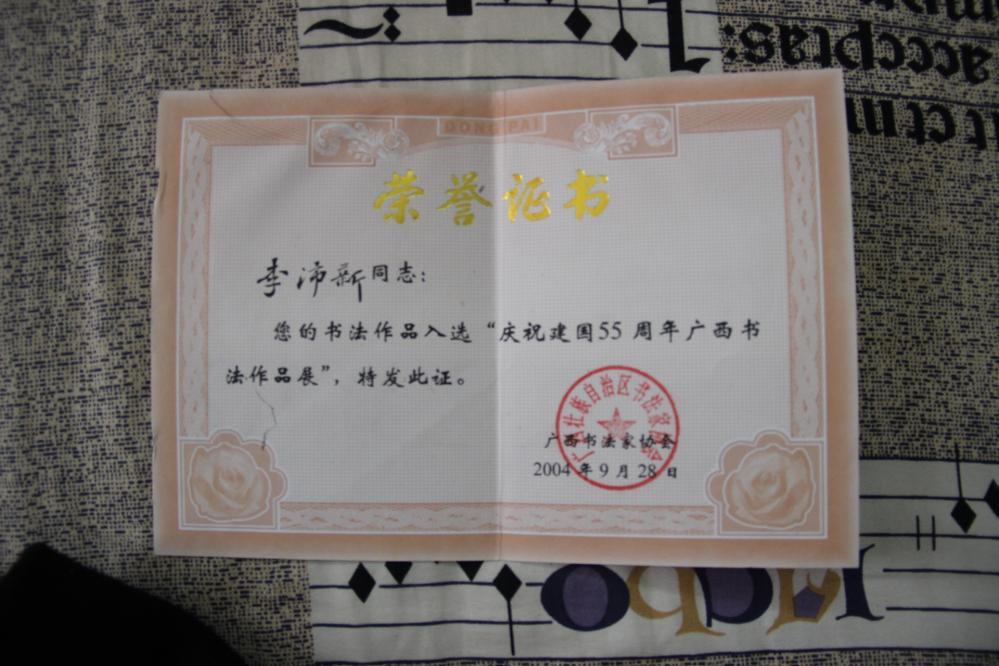 DONG PAI
荣誉证书
李沛新同志：
您的书法作品入选“庆祝建国55周年广西书
法作品展”，特发此证。
广西壮族自治区书法家协会
广西书法家协会
2004年9月28日
acceptas: